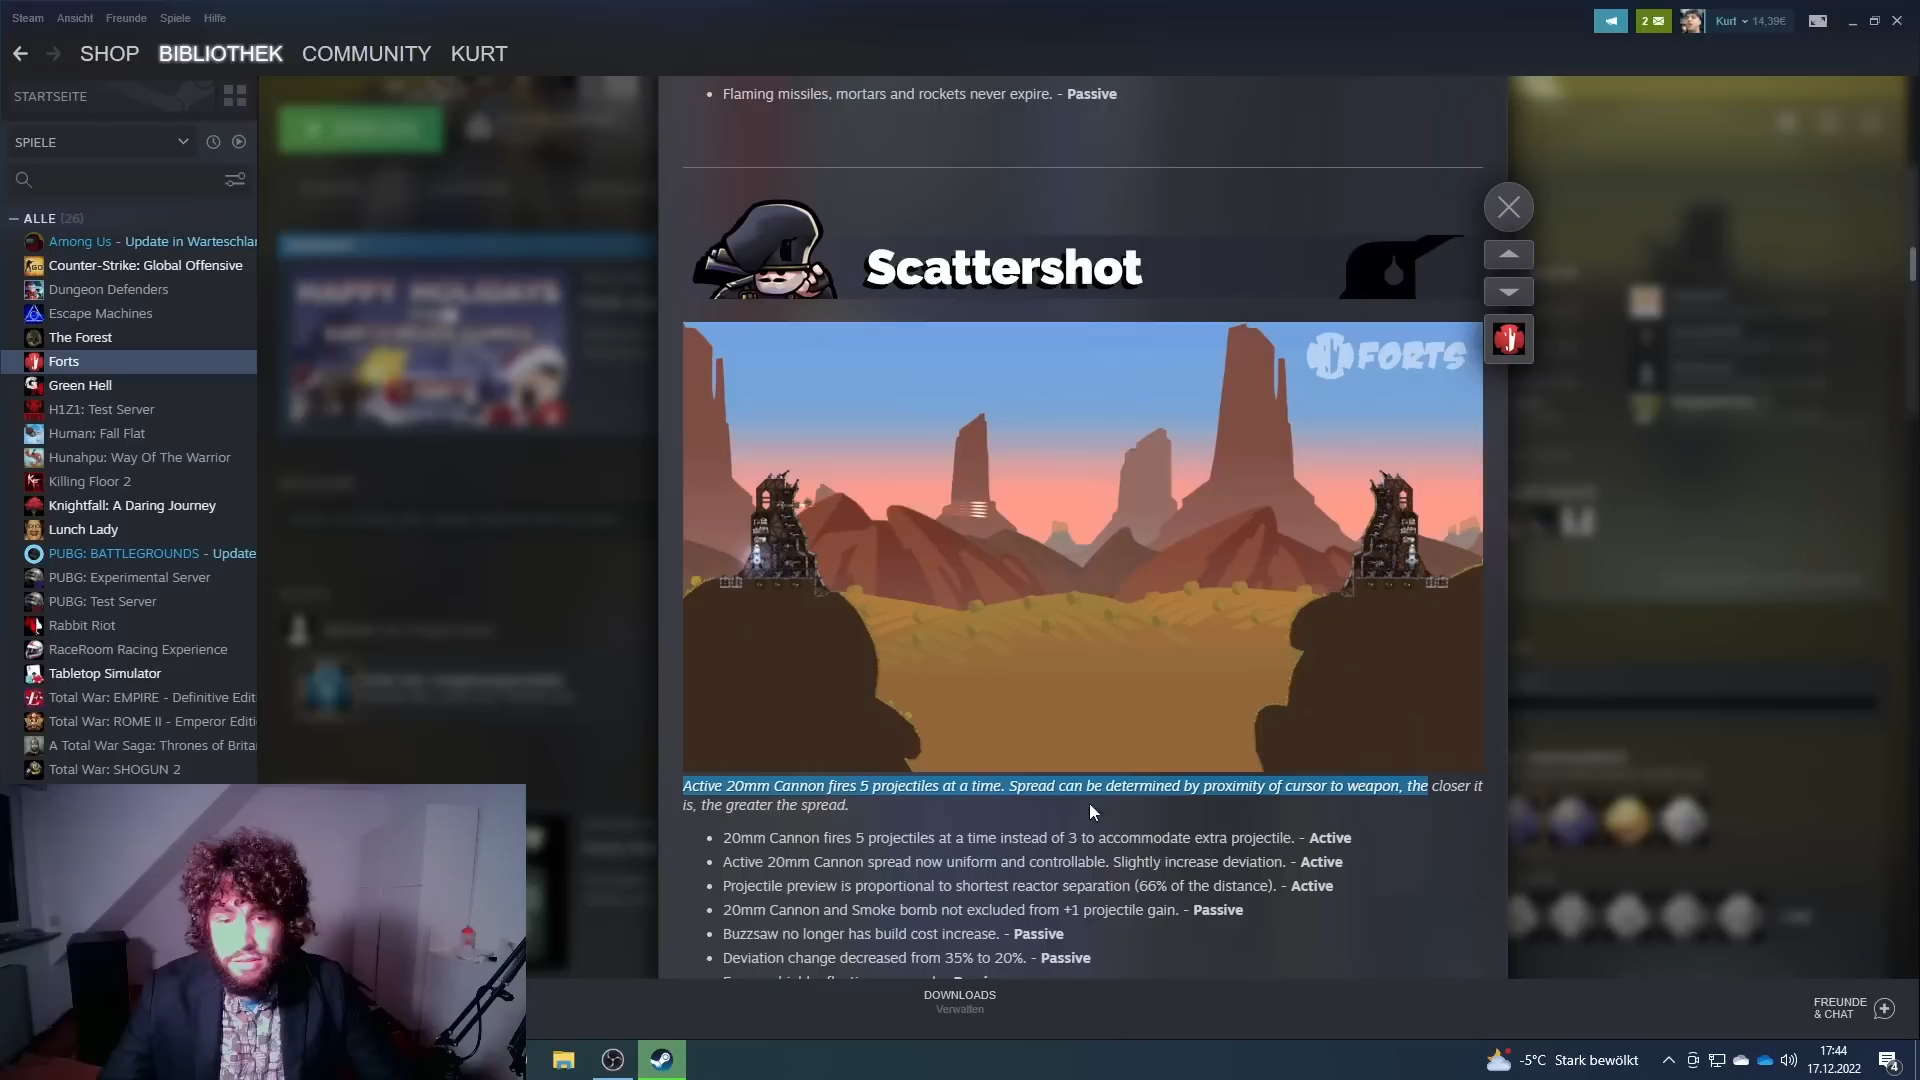 Steam Ansicht Freunde Spiele Hilfe
2 Kurt 14,39€
SHOP BIBLIOTHEK COMMUNITY KURT
STARTSEITE
SPIELE
ALLE (26)
Among Us - Update in Warteschlan
Counter-Strike: Global Offensive
Dungeon Defenders
Escape Machines
The Forest
Forts
Green Hell
H1Z1: Test Server
Human: Fall Flat
Hunahpu: Way Of The Warrior
Killing Floor 2
Knightfall: A Daring Journey
Lunch Lady
PUBG: BATTLEGROUNDS - Update
PUBG: Experimental Server
PUBG: Test Server
Rabbit Riot
RaceRoom Racing Experience
Tabletop Simulator
Total War: EMPIRE - Definitive Editi
Total War: ROME II - Emperor Editi
A Total War Saga: Thrones of Brita
Total War: SHOGUN 2
Flaming missiles, mortars and rockets never expire. - Passive
Scattershot
FORTS
HAPPY HOLIDAYS
Active 20mm Cannon fires 5 projectiles at a time. Spread can be determined by proximity of cursor to weapon, the closer it
is, the greater the spread.
20mm Cannon fires 5 projectiles at a time instead of 3 to accommodate extra projectile. - Active
Active 20mm Cannon spread now uniform and controllable. Slightly increase deviation. - Active
Projectile preview is proportional to shortest reactor separation (66% of the distance). - Active
20mm Cannon and Smoke bomb not excluded from +1 projectile gain. - Passive
Buzzsaw no longer has build cost increase. - Passive
Deviation change decreased from 35% to 20%. - Passive
DOWNLOADS
Verwalten
FREUNDE
& CHAT
-5°C Stark bewölkt
17:44
17.12.2022
4